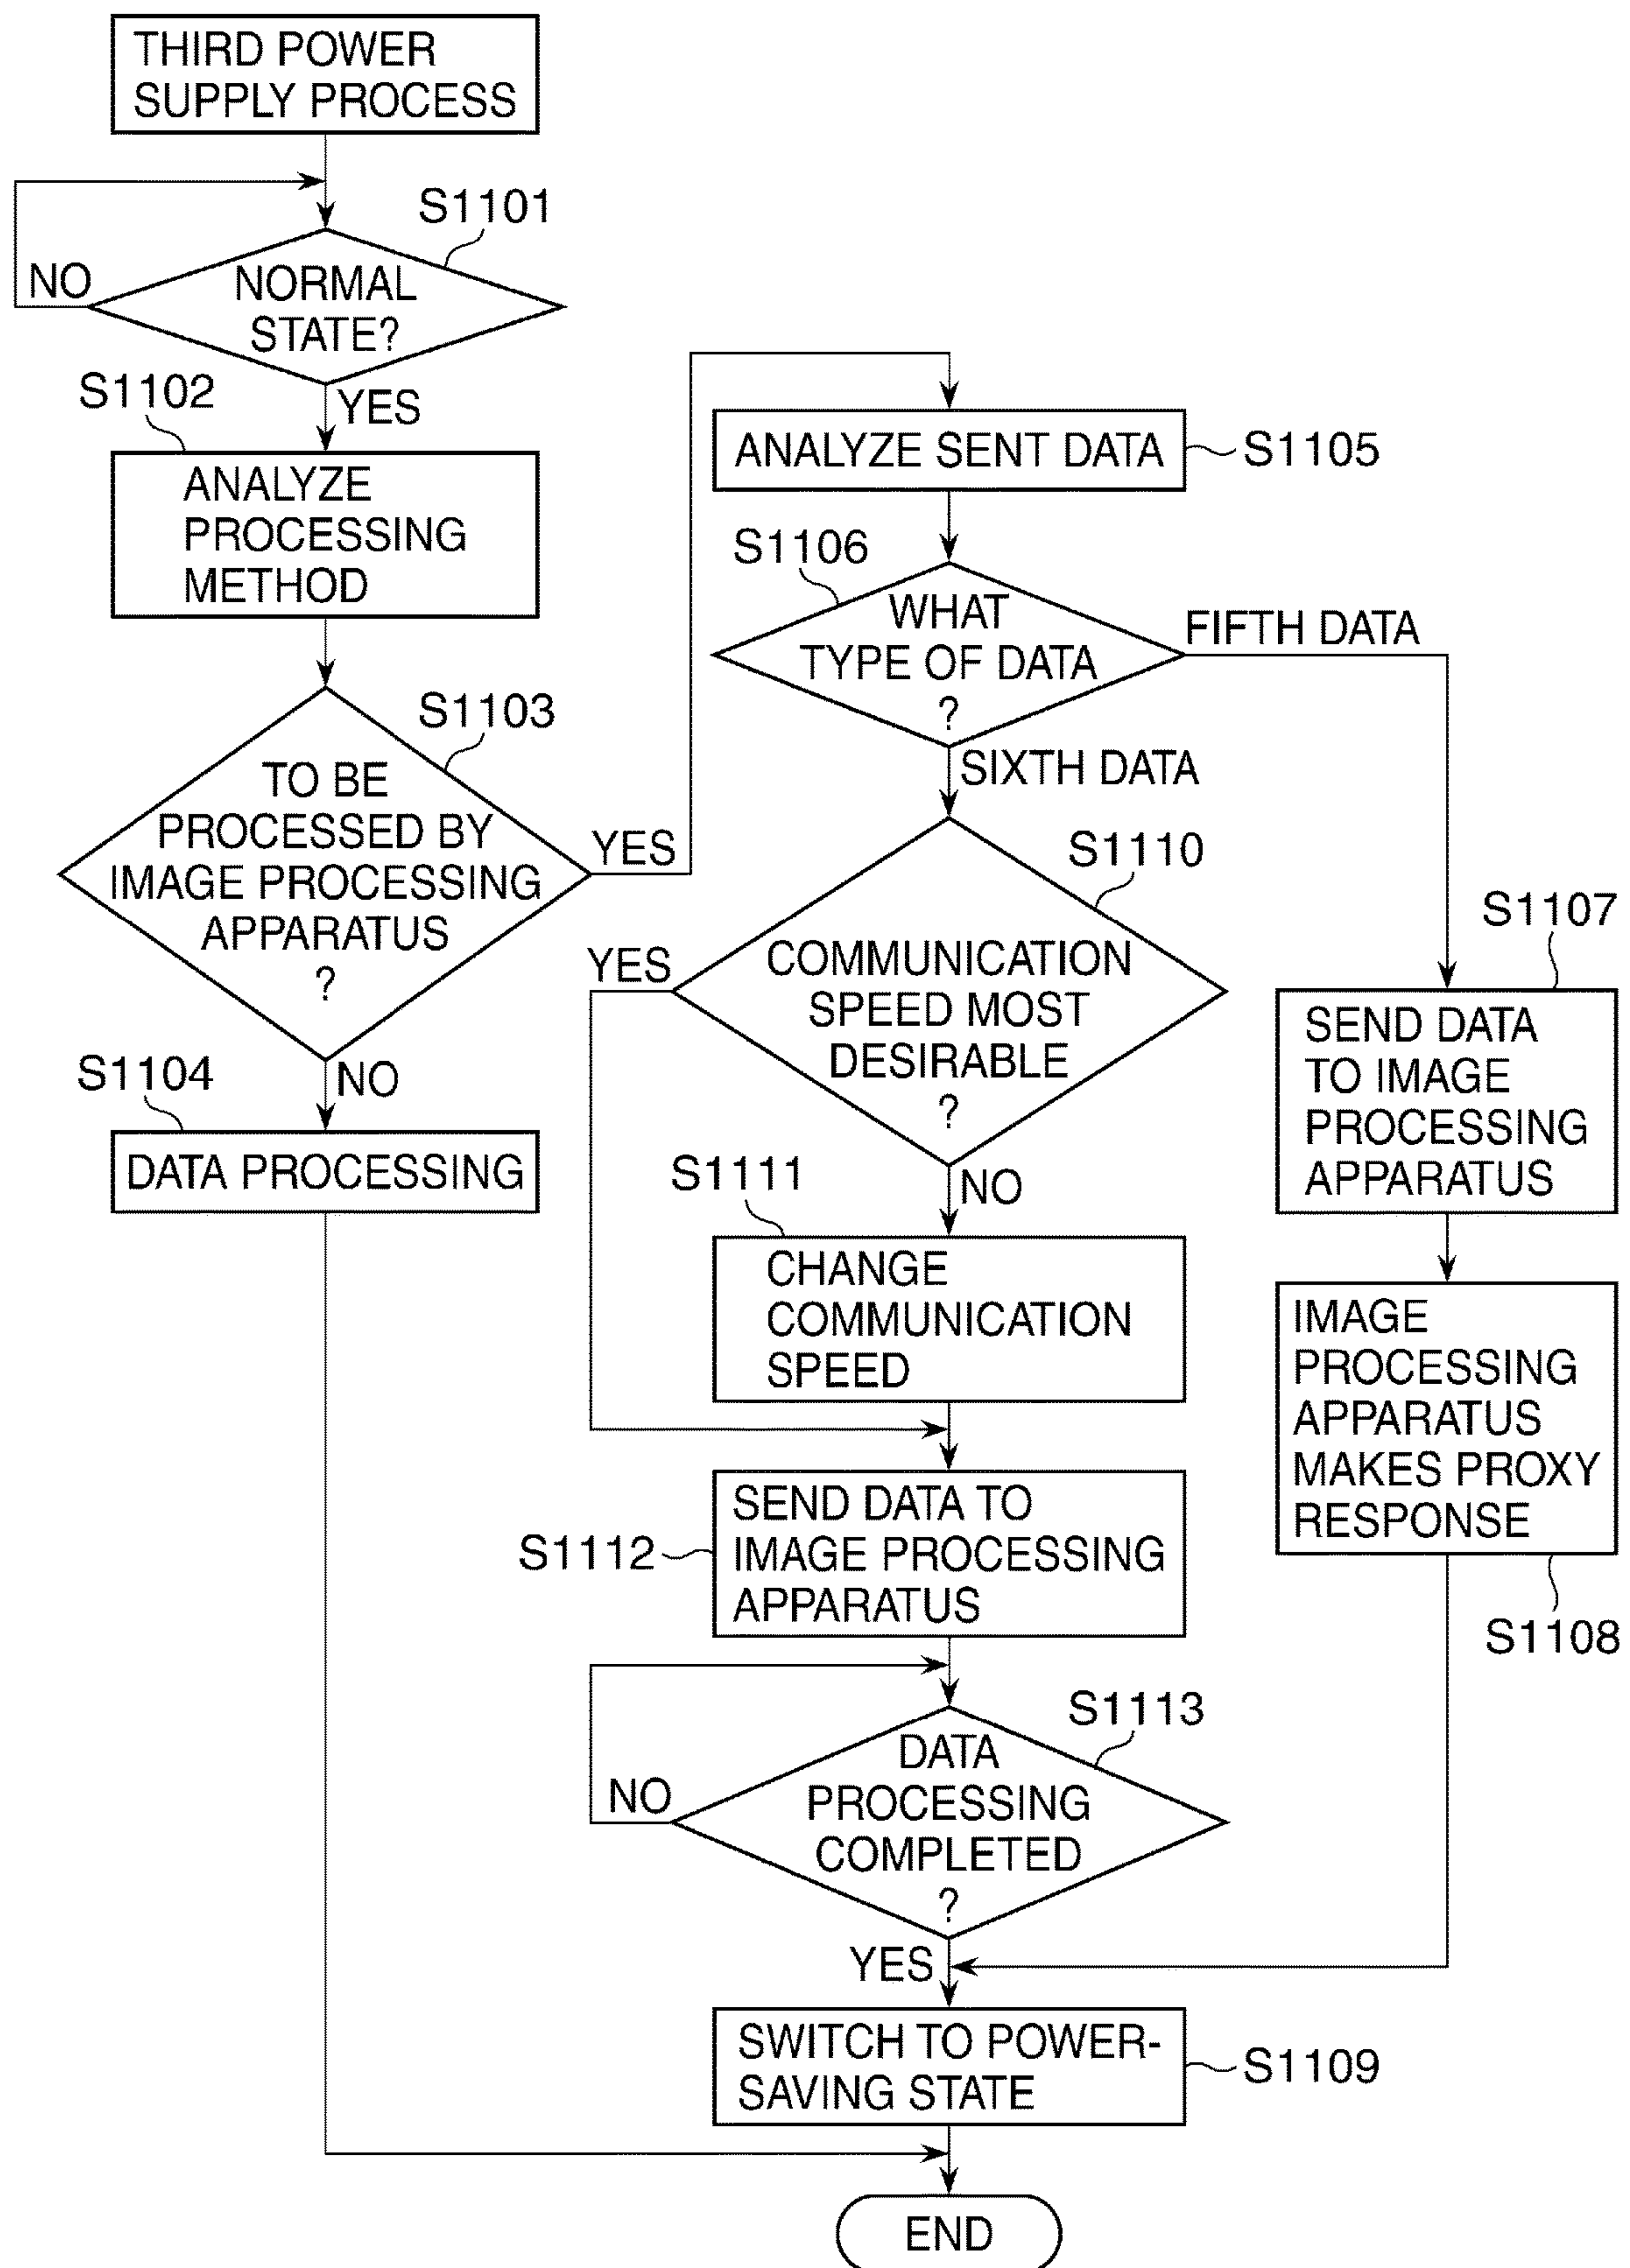 THIRD POWER
SUPPLY PROCESS
S1101
NO
NORMAL
STATE?
YES
S1102
ANALYZE
PROCESSING
METHOD
S1103
TO BE
PROCESSED BY
IMAGE PROCESSING
APPARATUS
?
YES
NO
S1104
DATA PROCESSING
ANALYZE SENT DATA
S1105
S1106
WHAT
TYPE OF DATA
?
FIFTH DATA
SIXTH DATA
S1110
YES
COMMUNICATION
SPEED MOST
DESIRABLE
?
NO
S1111
CHANGE
COMMUNICATION
SPEED
S1107
SEND DATA
TO IMAGE
PROCESSING
APPARATUS
IMAGE
PROCESSING
APPARATUS
MAKES PROXY
RESPONSE
S1108
S1112
SEND DATA TO
IMAGE PROCESSING
APPARATUS
S1113
NO
DATA
PROCESSING
COMPLETED
?
YES
SWITCH TO POWER-
SAVING STATE
S1109
END